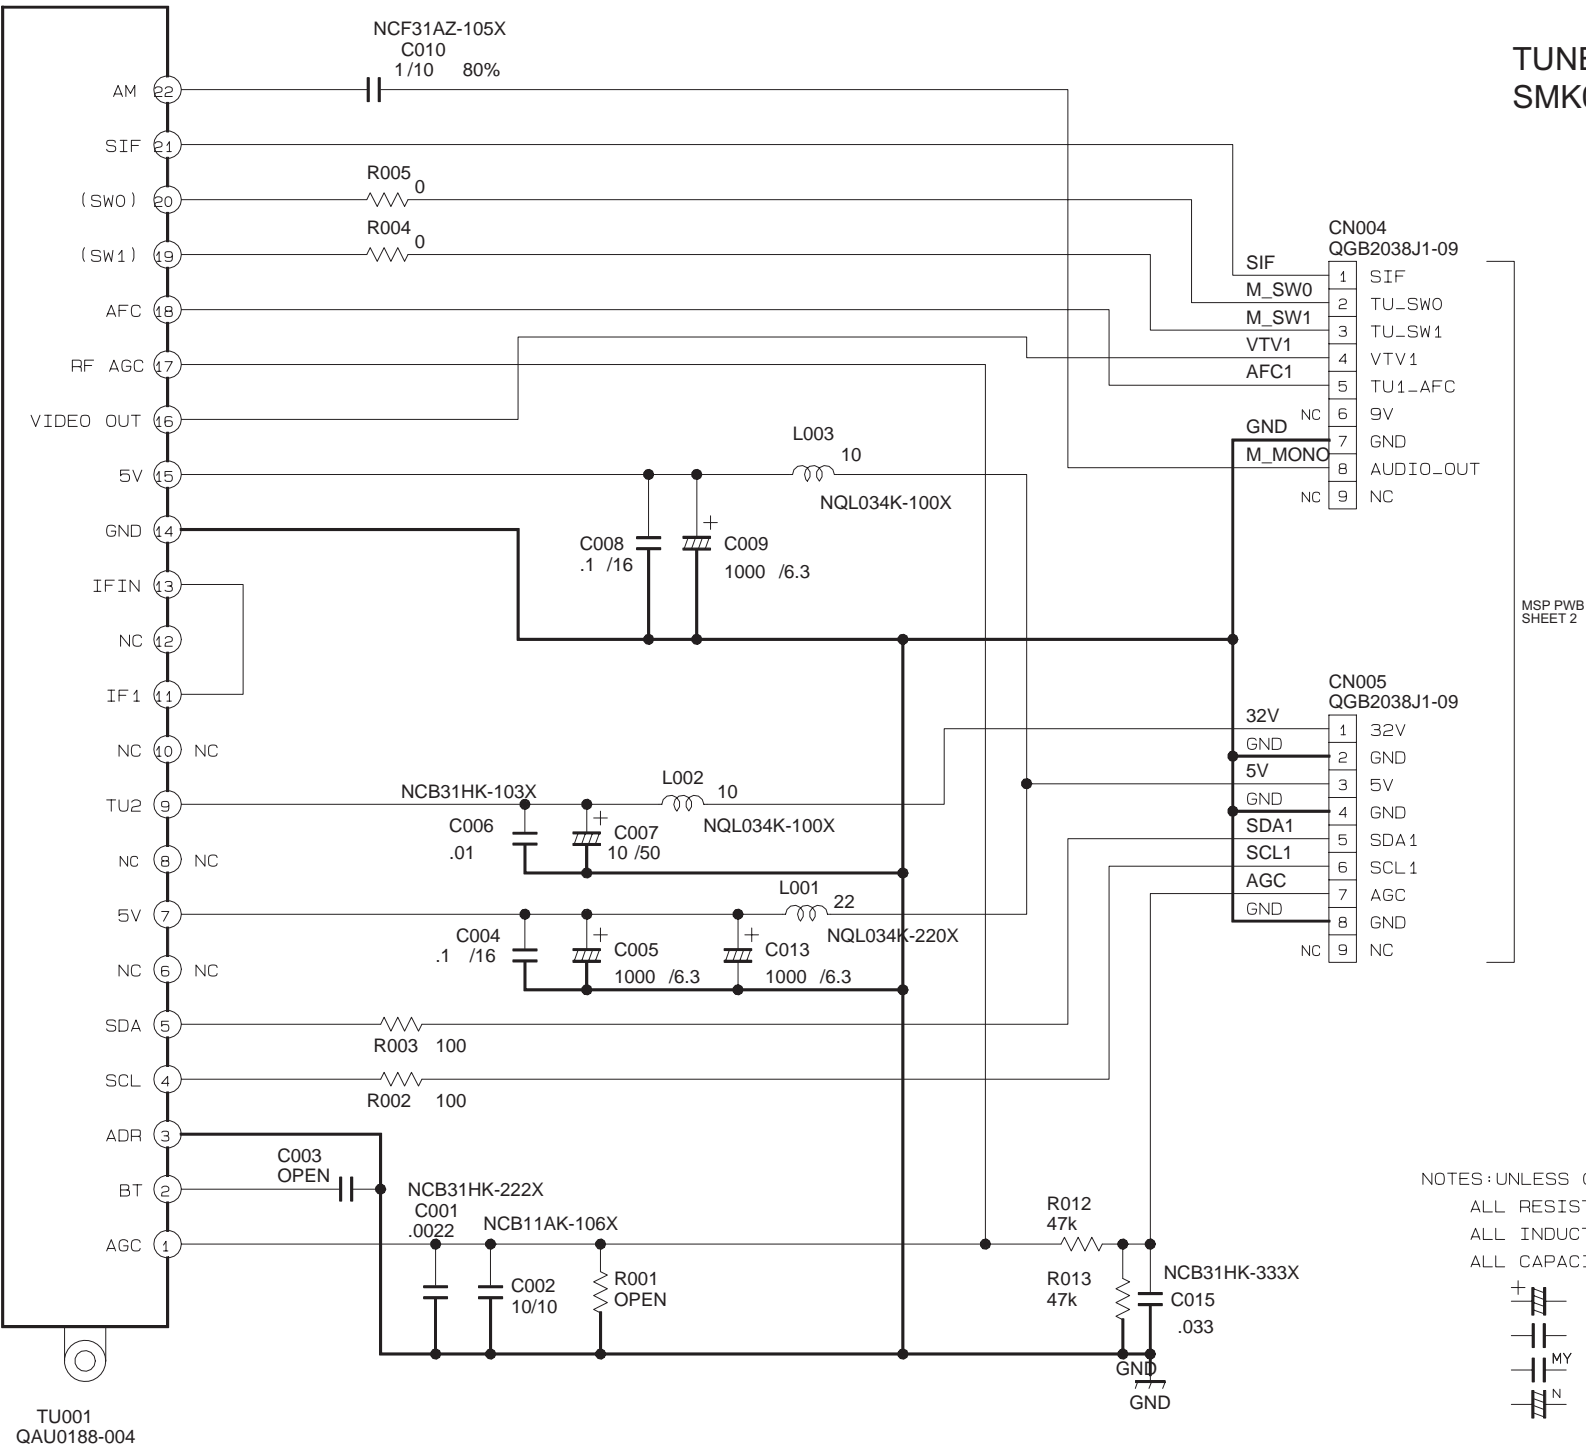 NCF31AZ-105X
C010
1/10 80%
TUNE
SMK0
AM 22
SIF 21
R005
0
(SW0) 20
R004
0
(SW1) 19
AFC 18
RF AGC 17
VIDEO OUT 16
5V 15
GND 14
IFIN 13
NC 12
IF1 11
NC 10 NC
TU2 9
NC 8 NC
5V 7
NC 6 NC
SDA 5
SCL 4
ADR 3
BT 2
AGC 1
TU001
QAU0188-004
L003
10
NQL034K-100X
C008
.1 /16
+
C009
1000 /6.3
NCB31HK-103X
L002
10
NQL034K-100X
C006
.01
+
C007
10 /50
L001
22
NQL034K-220X
C004
.1 /16
+
C005
1000 /6.3
+
C013
1000 /6.3
R003 100
R002 100
C003
OPEN
NCB31HK-222X
C001
.0022
NCB11AK-106X
C002
10/10
R001
OPEN
R012
47k
R013
47k
NCB31HK-333X
C015
.033
GND
GND
CN004
QGB2038J1-09
SIF 1 SIF
M_SW0 2 TU_SW0
M_SW1 3 TU_SW1
VTV1 4 VTV1
AFC1 5 TU1_AFC
NC 6 9V
GND 7 GND
M_MONO 8 AUDIO_OUT
NC 9 NC
MSP PWB
SHEET 2
CN005
QGB2038J1-09
32V 1 32V
GND 2 GND
5V 3 5V
GND 4 GND
SDA1 5 SDA1
SCL1 6 SCL1
AGC 7 AGC
GND 8 GND
NC 9 NC
NOTES:UNLESS
ALL RESIST
ALL INDUCT
ALL CAPACI
+
MY
N